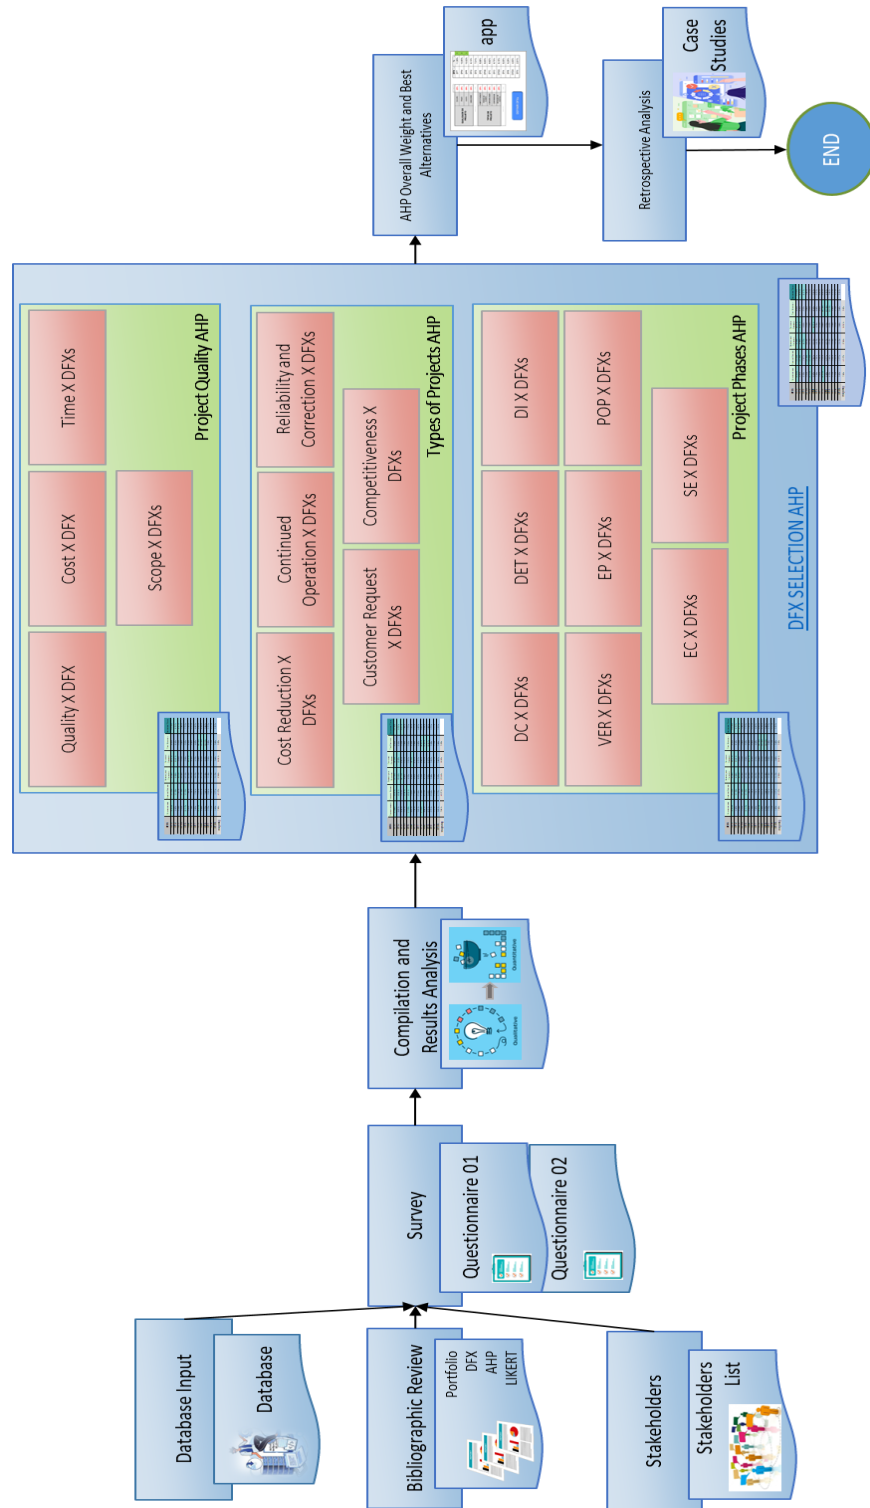 Database Input
Database
Bibliographic Review
Portfolio
DFX
AHP
LIKERT
Stakeholders
Stakeholders
List
Survey
Questionnaire 01
Questionnaire 02
Compilation and
Results Analysis
Qualitative
Quantitative
Quality X DFX
Cost X DFX
Time X DFXs
Scope X DFXs
Project Quality AHP
Cost Reduction X
DFXs
Continued
Operation X DFXs
Reliability and
Correction X DFXs
Customer Request
X DFXs
Competitiveness X
DFXs
Types of Projects AHP
DC X DFXs
DET X DFXs
DI X DFXs
VER X DFXs
EP X DFXs
POP X DFXs
EC X DFXs
SE X DFXs
Project Phases AHP
DFX SELECTION AHP
AHP Overall Weight and Best
Alternatives
app
Retrospective Analysis
Case
Studies
END